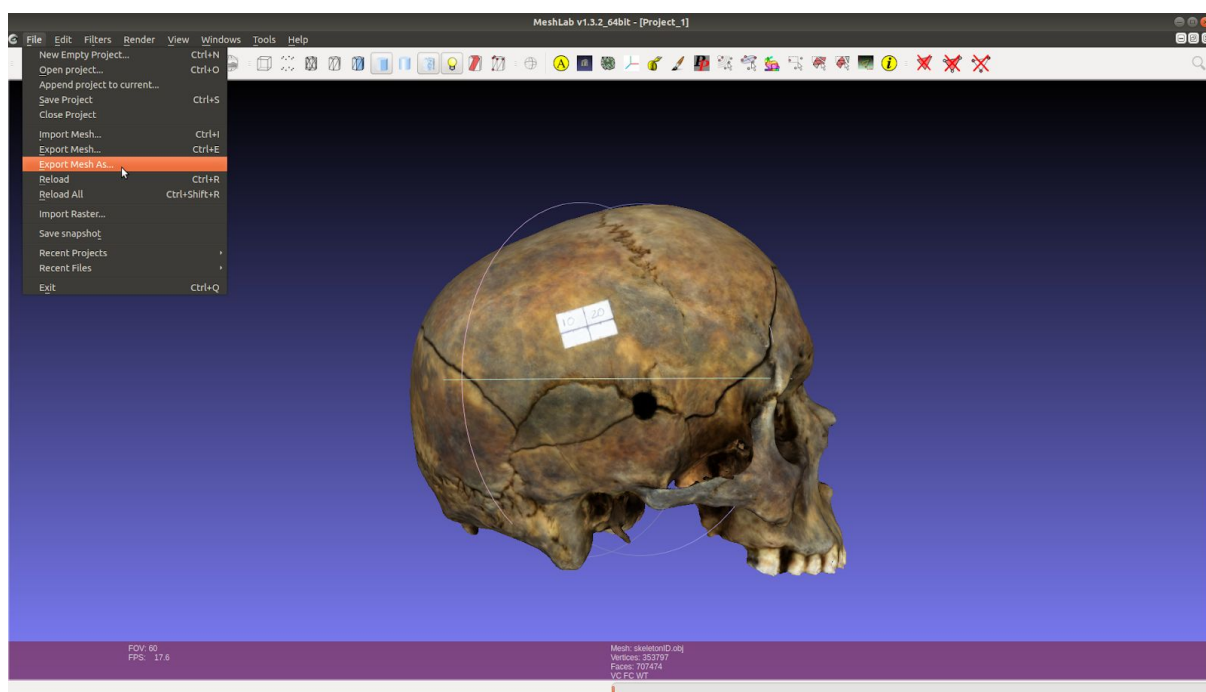 MeshLab v1.3.2_64bit - [Project_1]
File Edit Filters Render View Windows Tools Help
New Empty Project... Ctrl+N
Open project... Ctrl+O
Append project to current...
Save Project Ctrl+S
Close Project
Import Mesh... Ctrl+I
Export Mesh... Ctrl+E
Export Mesh As...
Reload Ctrl+R
Reload All Ctrl+Shift+R
Import Raster...
Save snapshot
Recent Projects
Recent Files
Exit Ctrl+Q
10 20
FOV: 60
FPS: 17.6
Mesh: skeletonID.obj
Vertices: 353797
Faces: 707474
VC FC WT